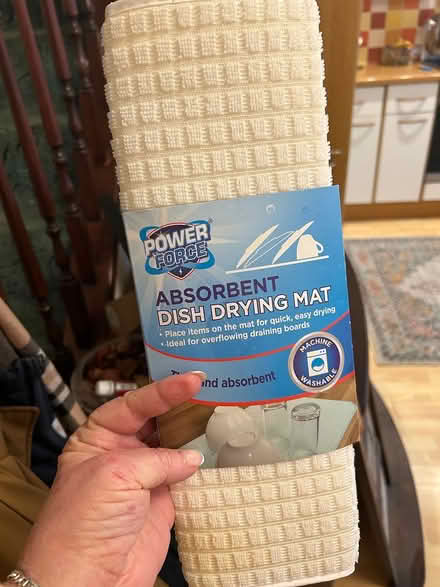 POWER
FORCE
ABSORBENT
DISH DRYING MAT
• Place items on the mat for quick, easy drying
• Ideal for overflowing draining boards
MACHINE
WASHABLE
absorbent